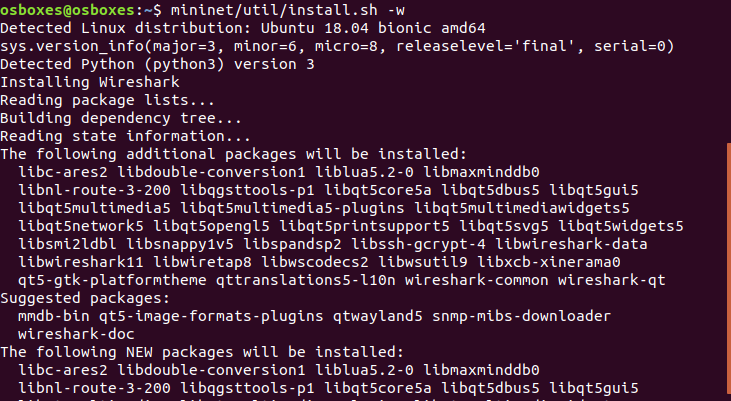 osboxes@osboxes:~$ mininet/util/install.sh -w
Detected Linux distribution: Ubuntu 18.04 bionic amd64
sys.version_info(major=3, minor=6, micro=8, releaselevel='final', serial=0)
Detected Python (python3) version 3
Installing Wireshark
Reading package lists...
Building dependency tree...
Reading state information...
The following additional packages will be installed:
  libc-ares2 libdouble-conversion1 liblua5.2-0 libmaxminddb0
  libnl-route-3-200 libqgsttools-p1 libqt5core5a libqt5dbus5 libqt5gui5
  libqt5multimedia5 libqt5multimedia5-plugins libqt5multimediawidgets5
  libqt5network5 libqt5opengl5 libqt5printsupport5 libqt5svg5 libqt5widgets5
  libsmi2ldbl libsnappy1v5 libspandsp2 libssh-gcrypt-4 libwireshark-data
  libwireshark11 libwiretap8 libwscodecs2 libwsutil9 libxcb-xinerama0
  qt5-gtk-platformtheme qttranslations5-l10n wireshark-common wireshark-qt
Suggested packages:
  mmdb-bin qt5-image-formats-plugins qtwayland5 snmp-mibs-downloader
  wireshark-doc
The following NEW packages will be installed:
  libc-ares2 libdouble-conversion1 liblua5.2-0 libmaxminddb0
  libnl-route-3-200 libqgsttools-p1 libqt5core5a libqt5dbus5 libqt5gui5